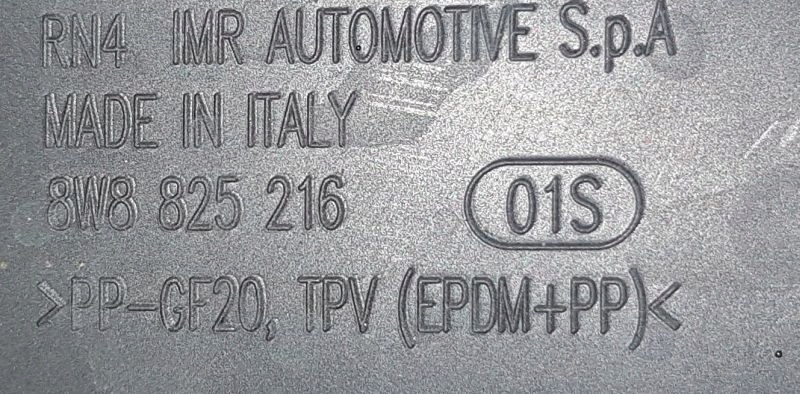 RN4 IMR AUTOMOTIVE S.p.A
MADE IN ITALY
8W8 825 216 01S
>PP-GF20, TPV (EPDM+PP)<